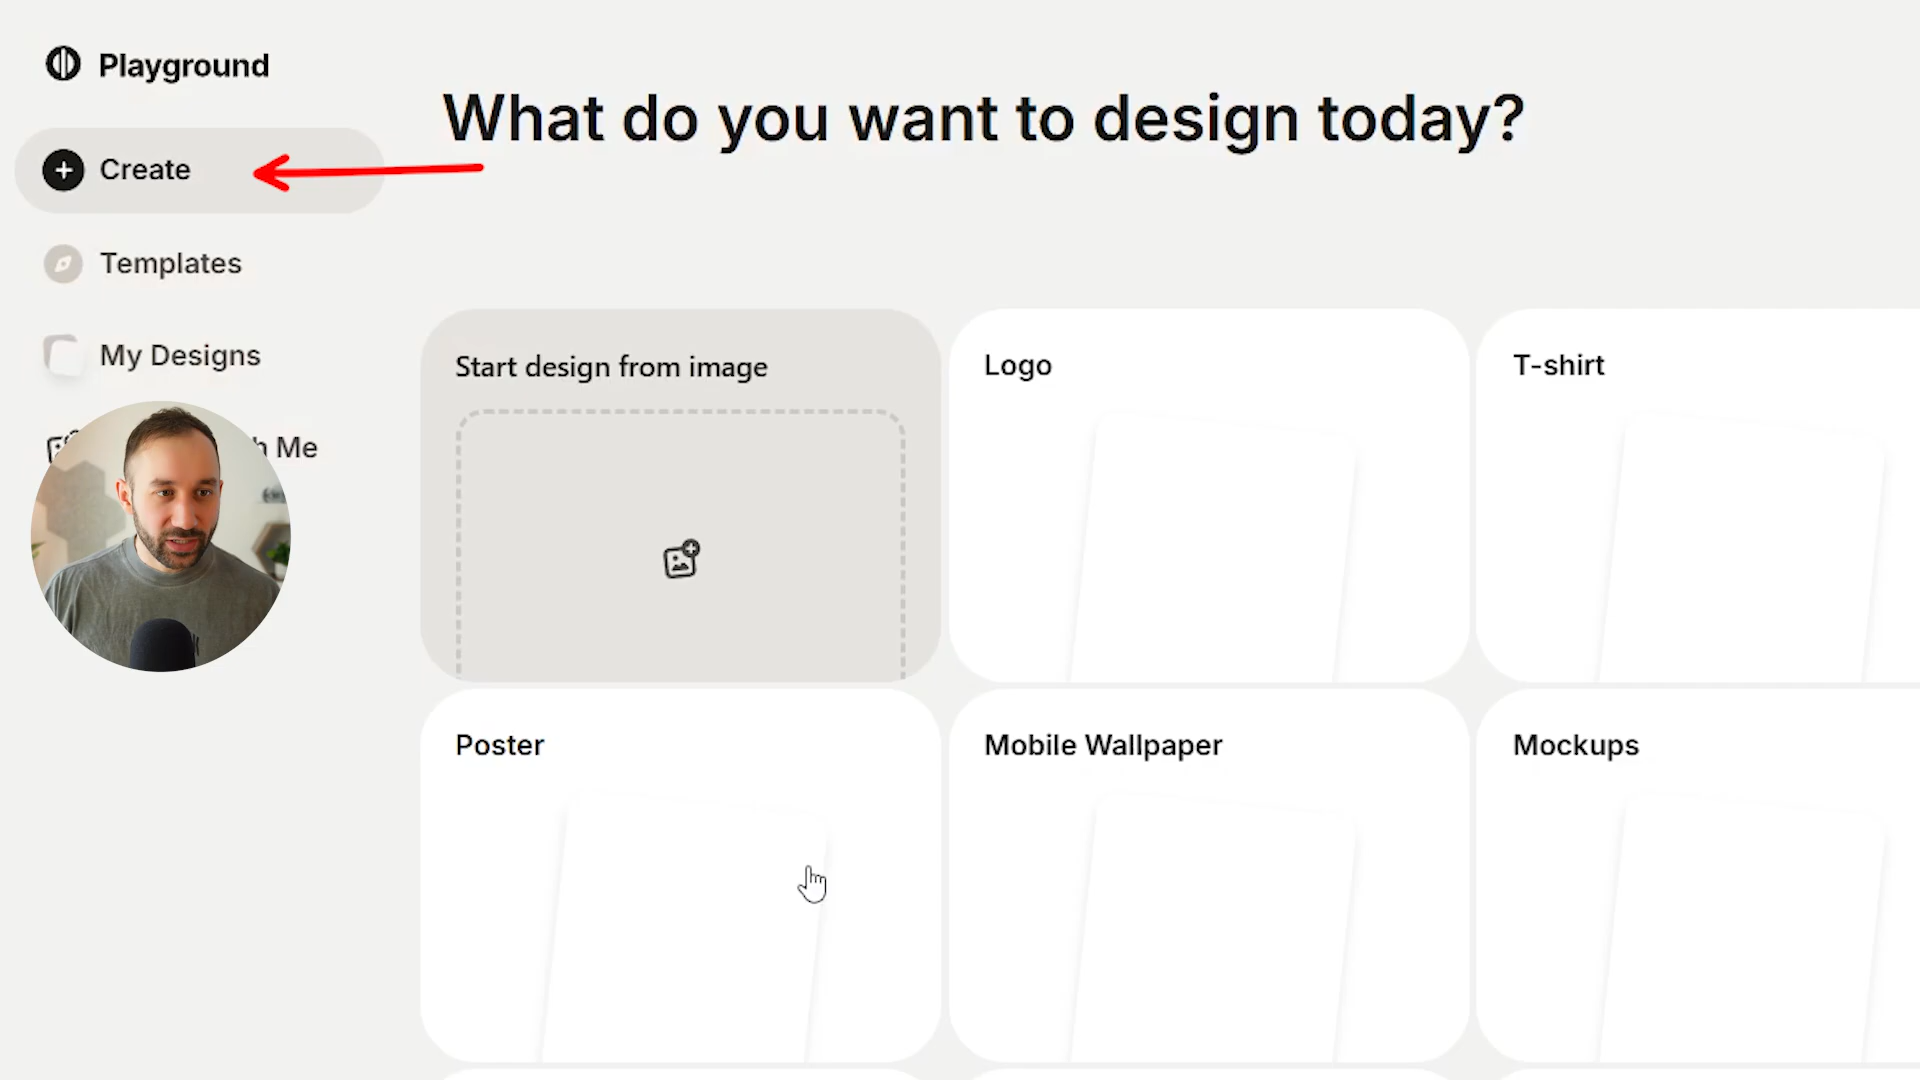 Playground
What do you want to design today?
Create
Templates
My Designs
Me
Start design from image
Logo
T-shirt
Poster
Mobile Wallpaper
Mockups